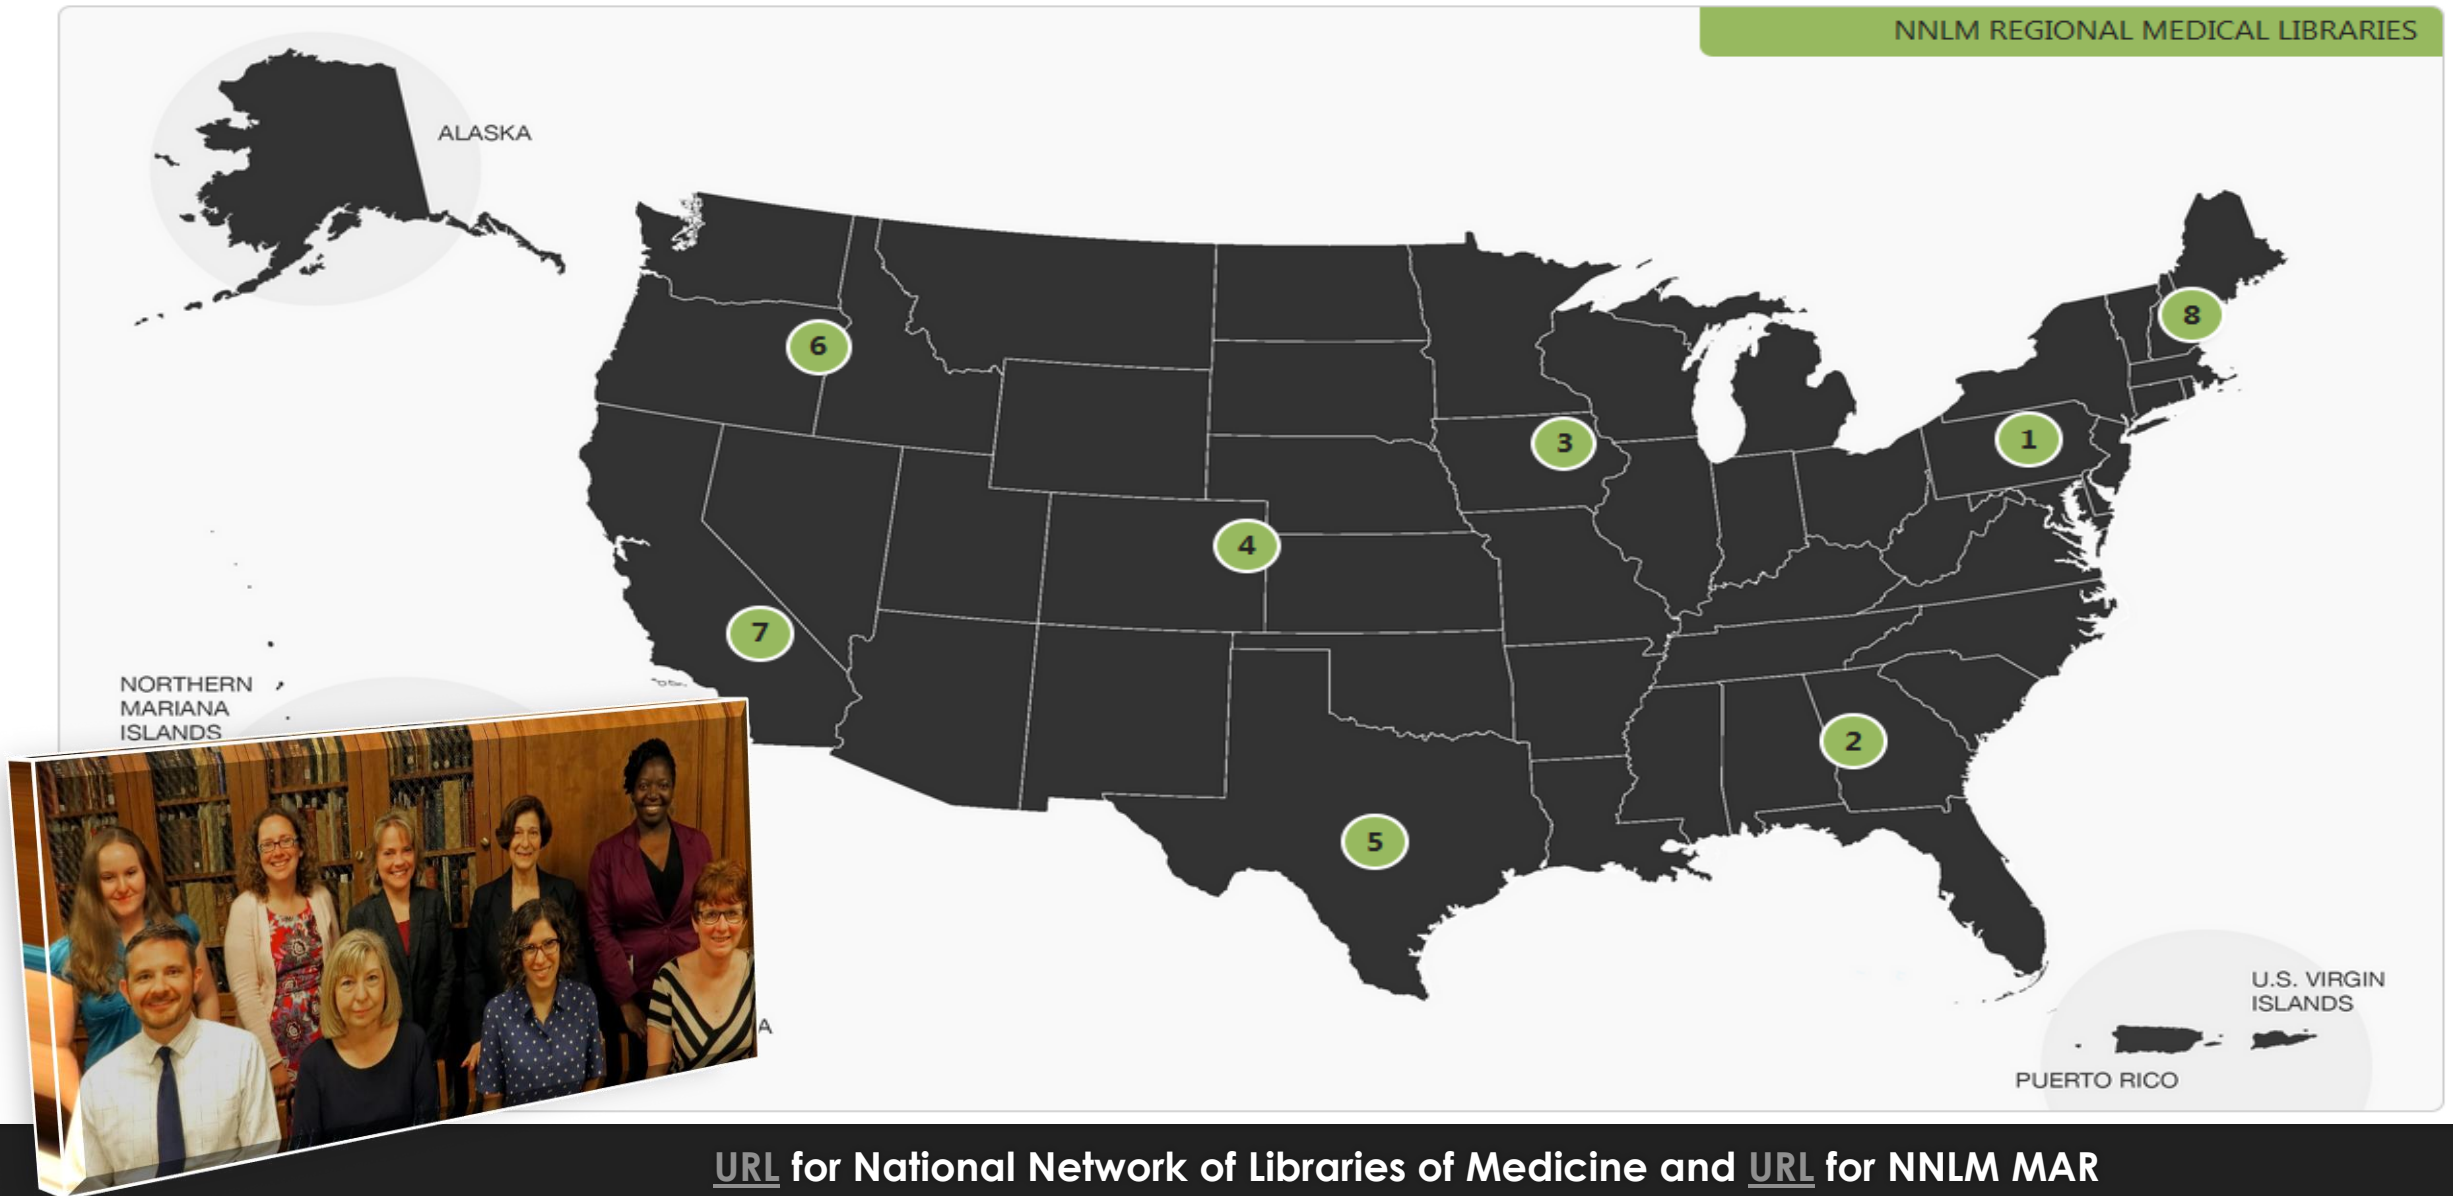 NNLM REGIONAL MEDICAL LIBRARIES
ALASKA
8
6
1
3
4
7
NORTHERN
MARIANA
ISLANDS
2
5
U.S. VIRGIN
ISLANDS
A
PUERTO RICO
URL for National Network of Libraries of Medicine and URL for NNLM MAR